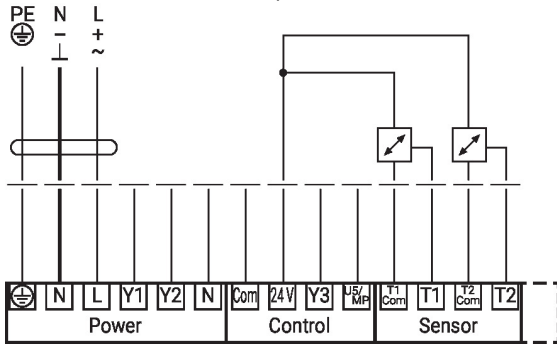 PE N L
− +
⊥ ~
N L Y1 Y2 N Com 24V Y3 U5/MP T1 Com T1 T2 Com T2
Power Control Sensor